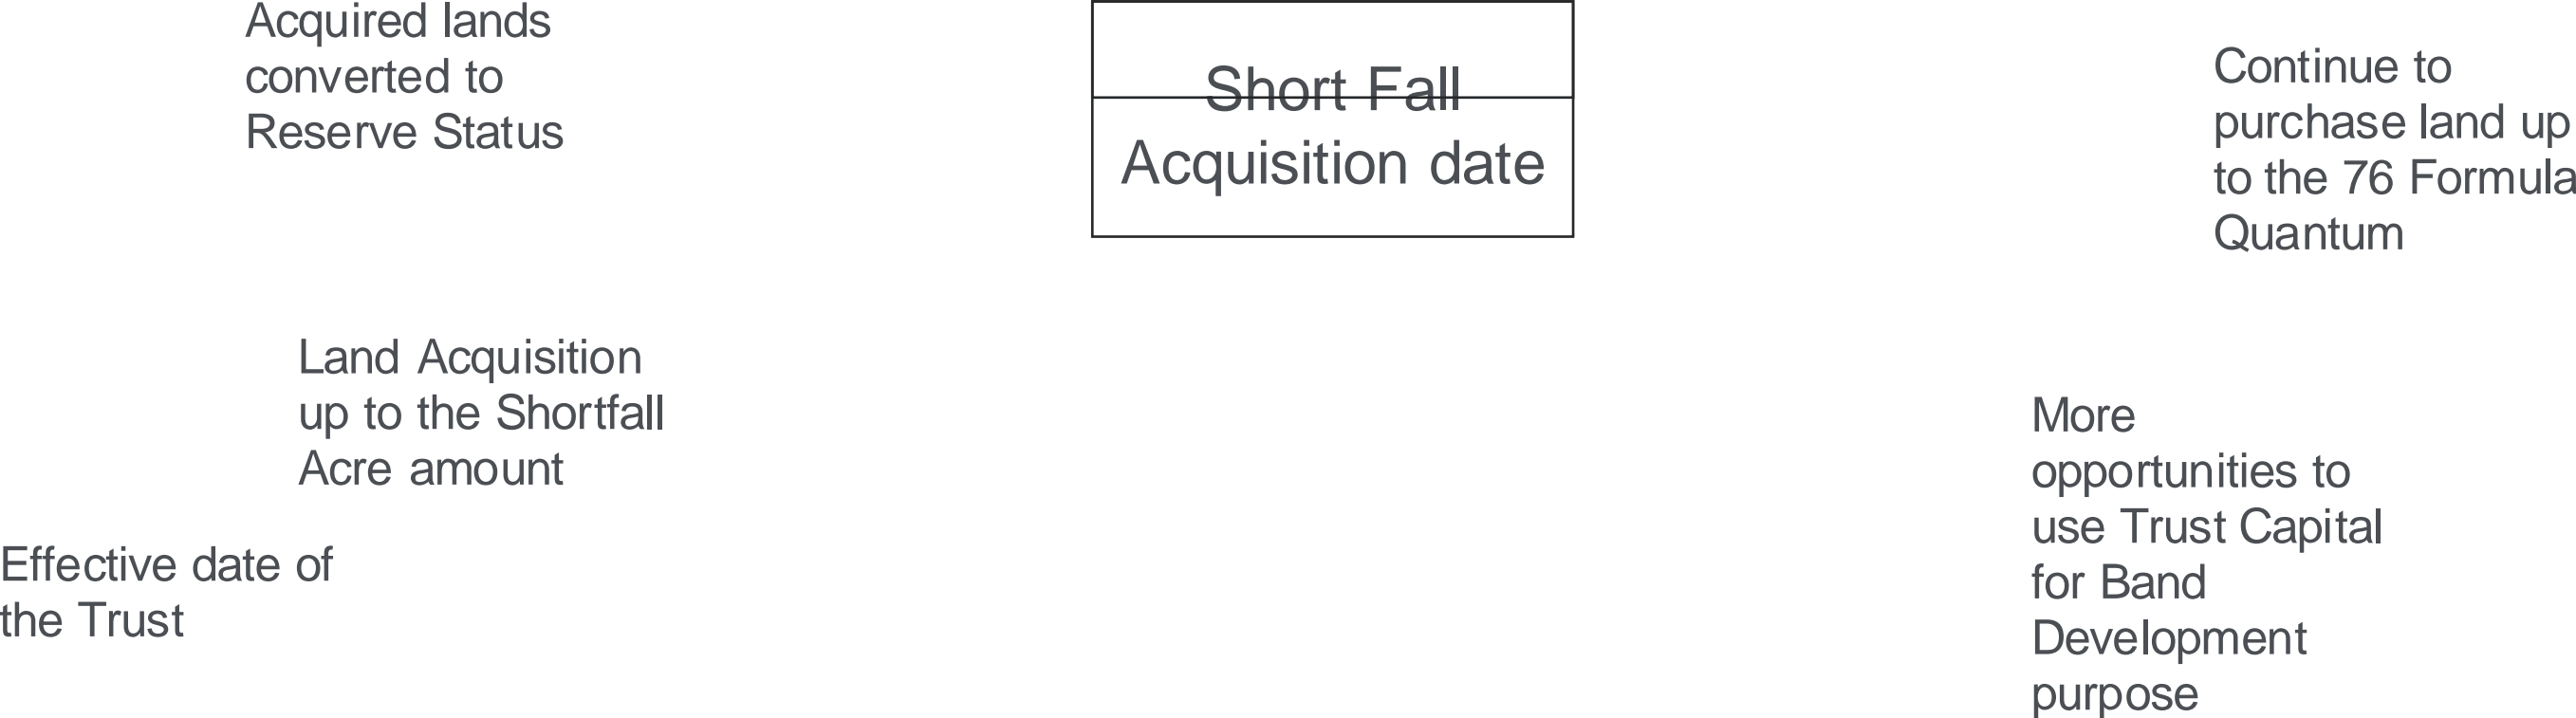 Acquired lands
converted to
Reserve Status
Short Fall
Acquisition date
Continue to
purchase land up
to the 76 Formula
Quantum
Land Acquisition
up to the Shortfall
Acre amount
More
opportunities to
use Trust Capital
for Band
Development
purpose
Effective date of
the Trust